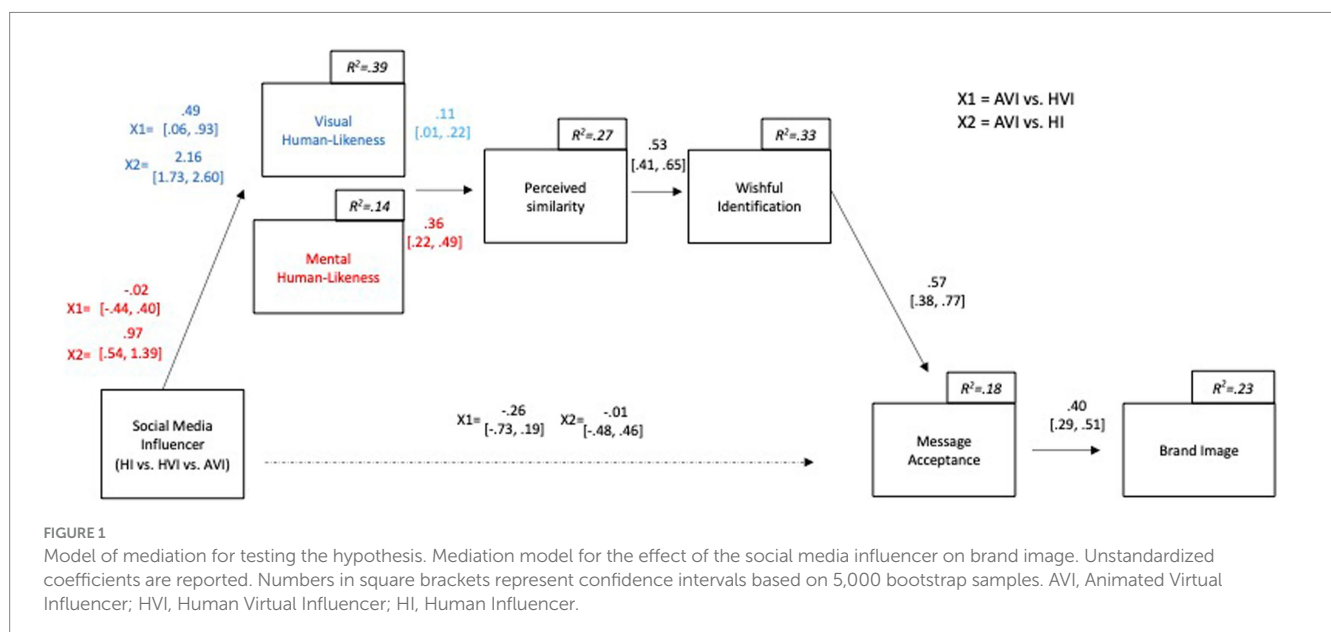 R²=.39
.49
X1= [.06, .93]
2.16
X2= [1.73, 2.60]
Visual
Human-Likeness
.11
[.01, .22]
X1 = AVI vs. HVI
X2 = AVI vs. HI
R²=.14
Mental
Human-Likeness
.36
[.22, .49]
R²=.27
Perceived
similarity
.53
[.41, .65]
R²=.33
Wishful
Identification
-.02
X1= [-.44, .40]
.97
X2= [.54, 1.39]
.57
[.38, .77]
Social Media
Influencer
(HI vs. HVI vs. AVI)
-.26
X1= [-.73, .19]
-.01
X2= [-.48, .46]
R²=.18
Message
Acceptance
.40
[.29, .51]
R²=.23
Brand Image
FIGURE 1
Model of mediation for testing the hypothesis. Mediation model for the effect of the social media influencer on brand image. Unstandardized
coefficients are reported. Numbers in square brackets represent confidence intervals based on 5,000 bootstrap samples. AVI, Animated Virtual
Influencer; HVI, Human Virtual Influencer; HI, Human Influencer.